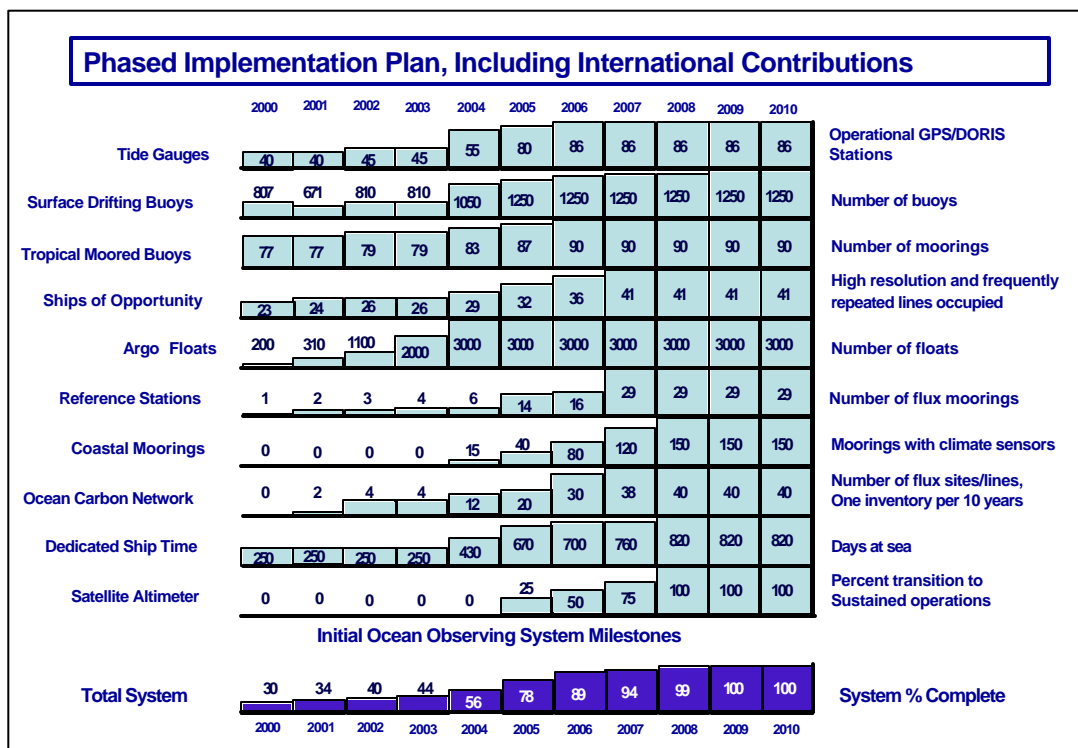 Phased Implementation Plan, Including International Contributions
2000 2001 2002 2003 2004 2005 2006 2007 2008 2009 2010
Tide Gauges 40 40 45 45 55 80 86 86 86 86 86 Operational GPS/DORIS
Stations
Surface Drifting Buoys 807 671 810 810 1050 1250 1250 1250 1250 1250 1250 Number of buoys
Tropical Moored Buoys 77 77 79 79 83 87 90 90 90 90 90 Number of moorings
Ships of Opportunity 23 24 26 26 29 32 36 41 41 41 41 High resolution and frequently
repeated lines occupied
Argo Floats 200 310 1100 2000 3000 3000 3000 3000 3000 3000 3000 Number of floats
Reference Stations 1 2 3 4 6 14 16 29 29 29 29 Number of flux moorings
Coastal Moorings 0 0 0 0 15 40 80 120 150 150 150 Moorings with climate sensors
Ocean Carbon Network 0 2 4 4 12 20 30 38 40 40 40 Number of flux sites/lines,
One inventory per 10 years
Dedicated Ship Time 250 250 250 250 430 670 700 760 820 820 820 Days at sea
Satellite Altimeter 0 0 0 0 0 25 50 75 100 100 100 Percent transition to
Sustained operations
Initial Ocean Observing System Milestones
Total System 30 34 40 44 56 78 89 94 99 100 100 System % Complete
2000 2001 2002 2003 2004 2005 2006 2007 2008 2009 2010